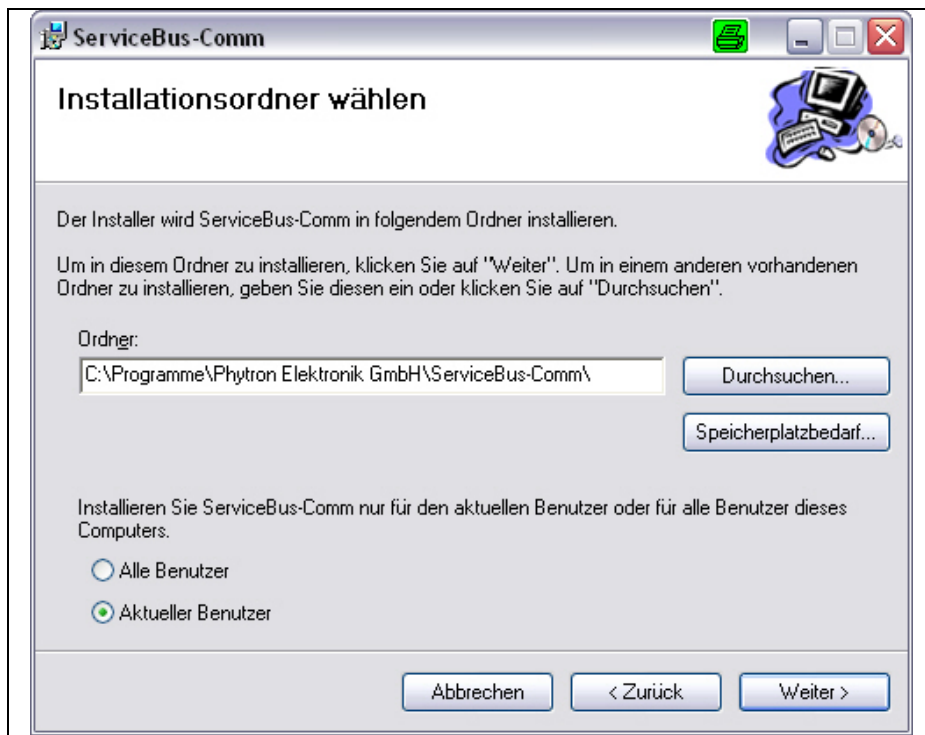 ServiceBus-Comm
Installationsordner wählen
Der Installer wird ServiceBus-Comm in folgendem Ordner installieren.
Um in diesem Ordner zu installieren, klicken Sie auf "Weiter". Um in einem anderen vorhandenen
Ordner zu installieren, geben Sie diesen ein oder klicken Sie auf "Durchsuchen".
Ordner:
C:\Programme\Phytron Elektronik GmbH\ServiceBus-Comm\
Durchsuchen...
Speicherplatzbedarf...
Installieren Sie ServiceBus-Comm nur für den aktuellen Benutzer oder für alle Benutzer dieses
Computers.
Alle Benutzer
Aktueller Benutzer
Abbrechen
< Zurück
Weiter >